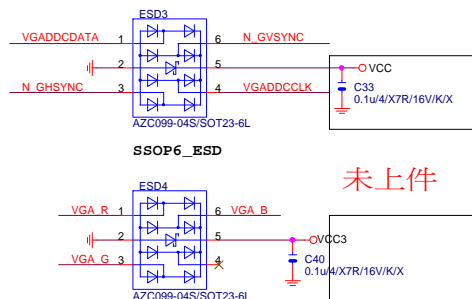 ESD3
VGADDCDATA 1 6 N_GVSYNC
2 5 VCC
N_GHSYNC 3 4 VGADDCCLK C33
0.1u/4/X7R/16V/K/X
AZC099-04S/SOT23-6L
SSOP6_ESD
未上件
ESD4
VGA_R 1 6 VGA_B
2 5 VCC3
VGA_G 3 4 C40
0.1u/4/X7R/16V/K/X
AZC099-04S/SOT23-6L